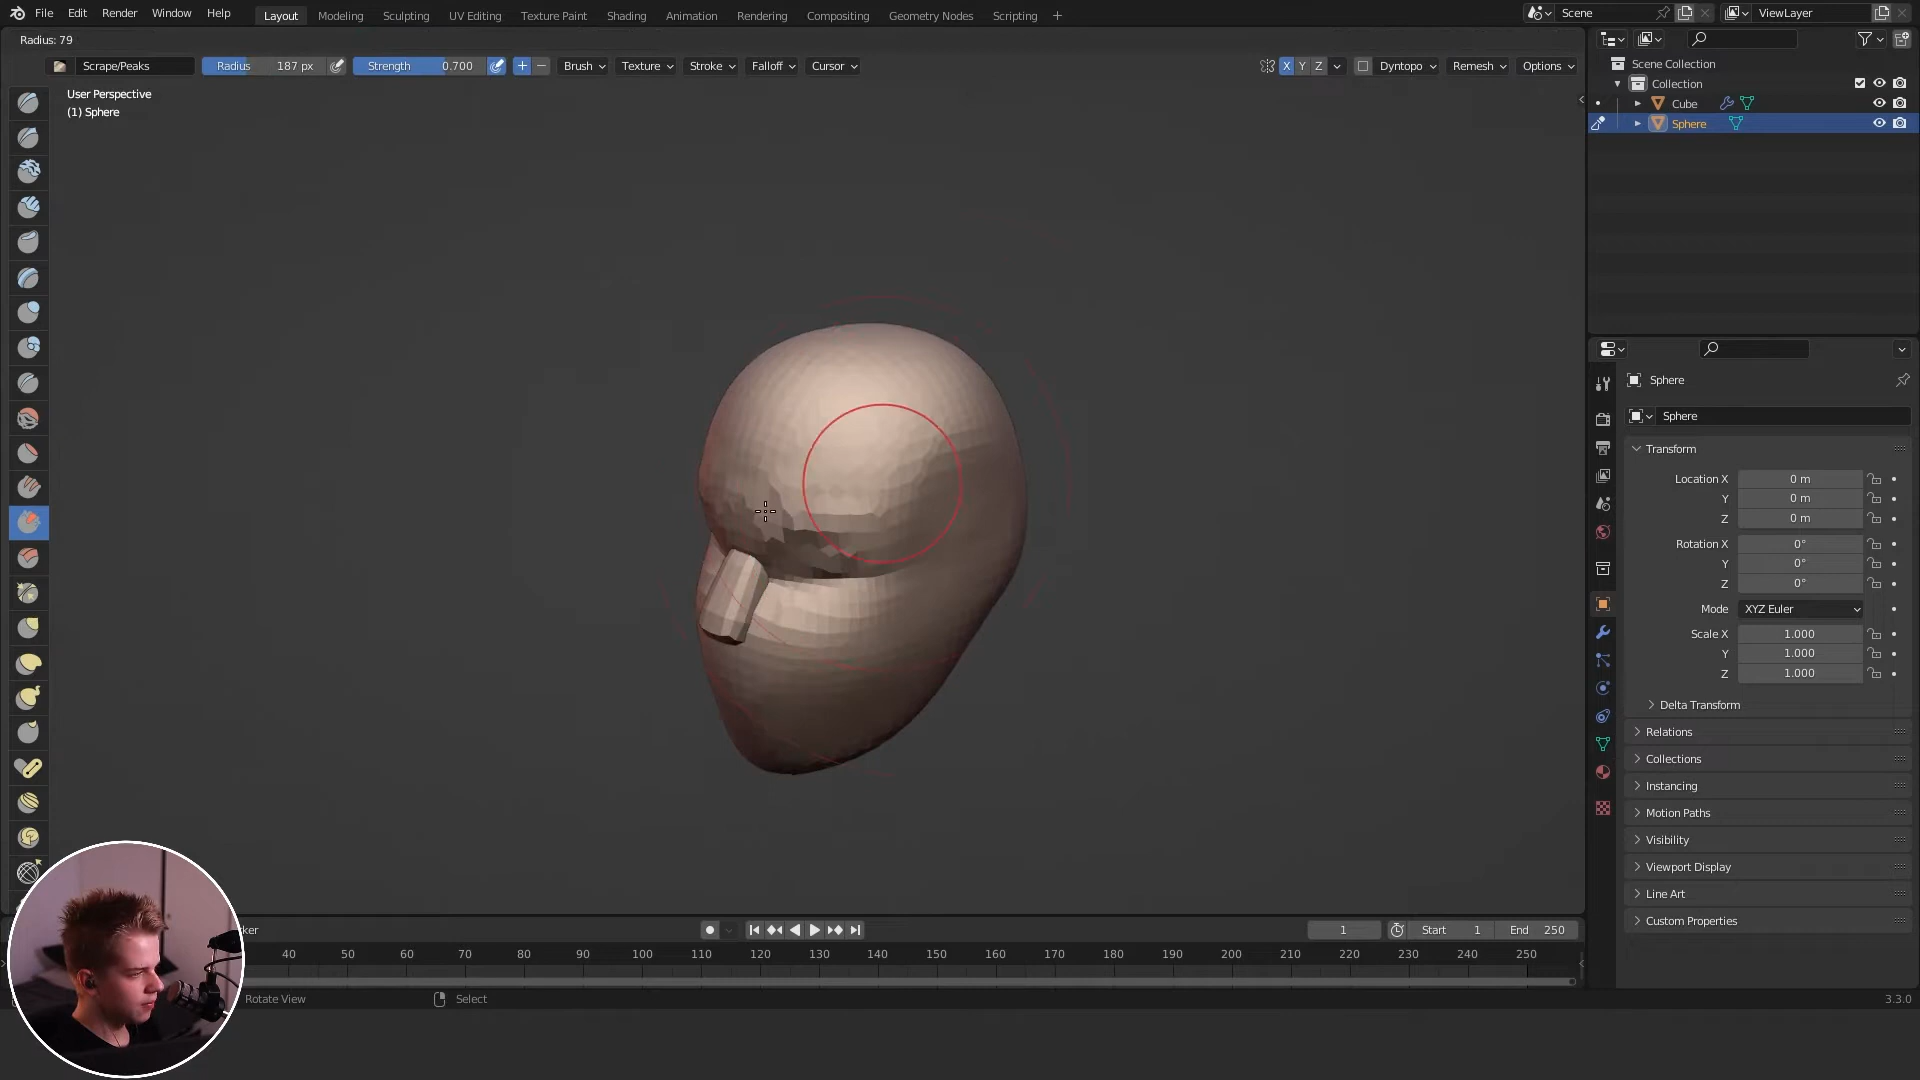 File Edit Render Window Help
Layout Modeling Sculpting UV Editing Texture Paint Shading Animation Rendering Compositing Geometry Nodes Scripting +
Scene
ViewLayer
Radius: 79
Scrape/Peaks Radius 187 px Strength 0.700 Brush Texture Stroke Falloff Cursor X Y Z Dyntopo Remesh Options
User Perspective
(1) Sphere
Scene Collection
Collection
Cube
Sphere
Sphere
Sphere
Transform
Location X 0 m
Y 0 m
Z 0 m
Rotation X 0°
Y 0°
Z 0°
Mode XYZ Euler
Scale X 1.000
Y 1.000
Z 1.000
Delta Transform
Relations
Collections
Instancing
Motion Paths
Visibility
Viewport Display
Line Art
Custom Properties
ker 1 Start 1 End 250
40 50 60 70 80 90 100 110 120 130 140 150 160 170 180 190 200 210 220 230 240 250
Rotate View Select 3.3.0